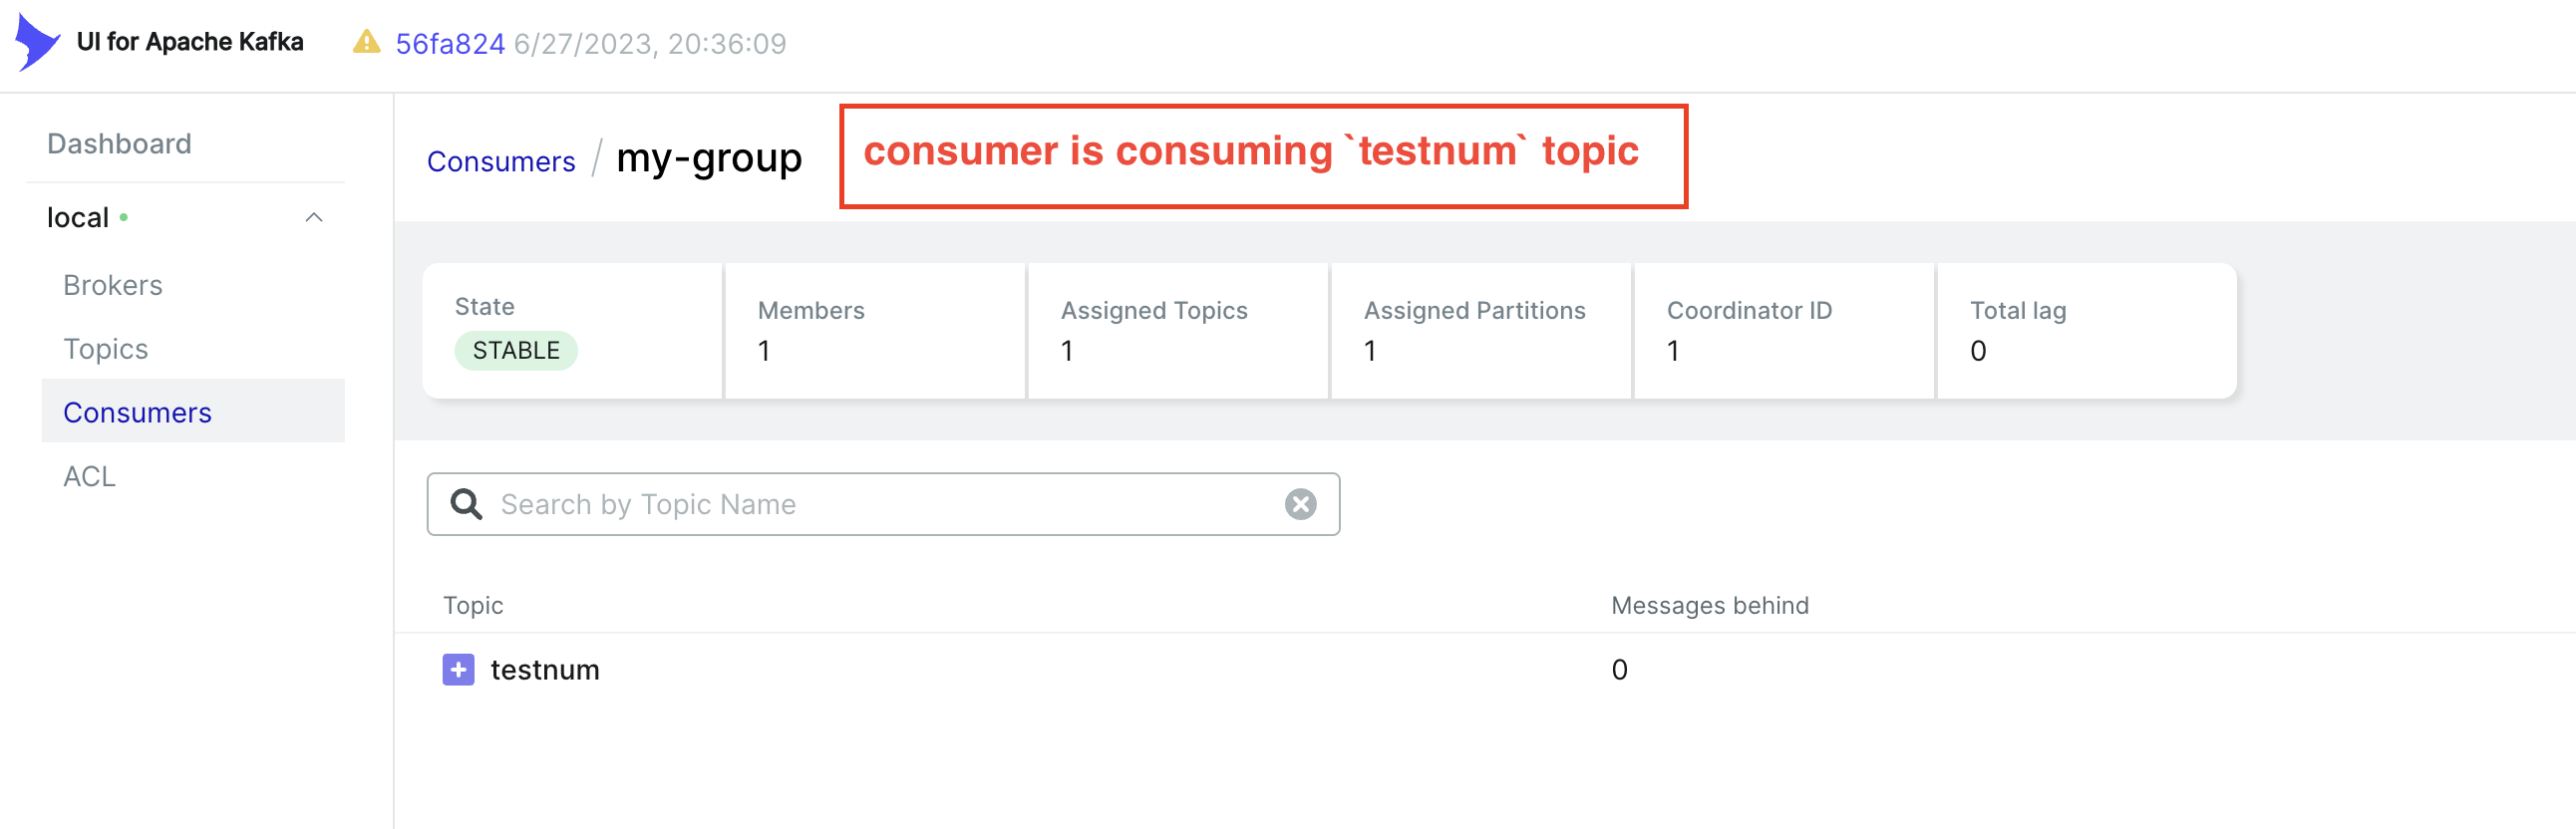 UI for Apache Kafka 56fa824 6/27/2023, 20:36:09
Dashboard
local
Brokers
Topics
Consumers
ACL
Consumers / my-group
consumer is consuming `testnum` topic
State
STABLE
Members
1
Assigned Topics
1
Assigned Partitions
1
Coordinator ID
1
Total lag
0
Search by Topic Name
Topic Messages behind
testnum 0